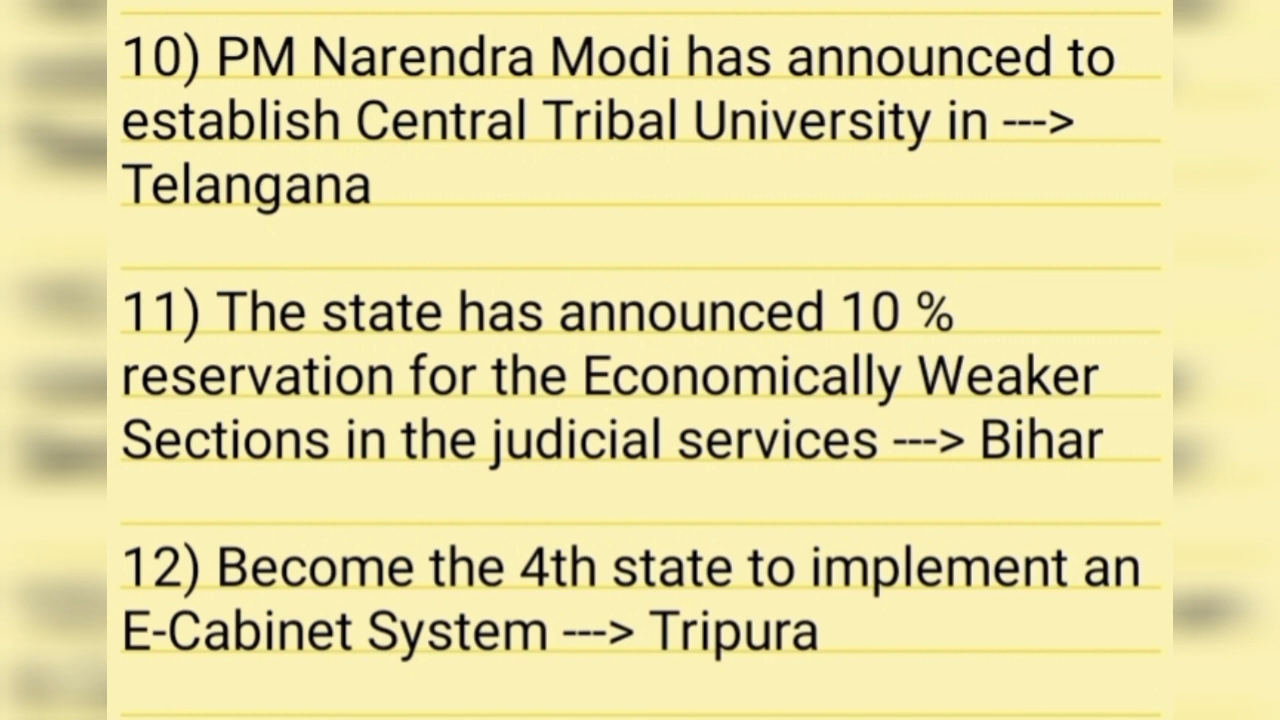 10) PM Narendra Modi has announced to
establish Central Tribal University in --->
Telangana
11) The state has announced 10 %
reservation for the Economically Weaker
Sections in the judicial services ---> Bihar
12) Become the 4th state to implement an
E-Cabinet System ---> Tripura